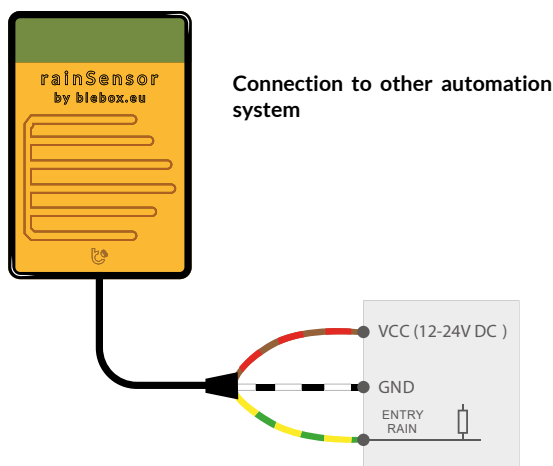 rainSensor
by blebox.eu
Connection to other automation
system
VCC (12-24V DC )
GND
ENTRY
RAIN